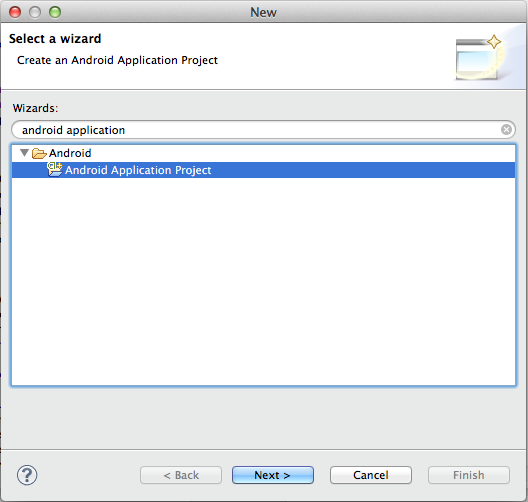 New
Select a wizard
Create an Android Application Project
Wizards:
android application
Android
Android Application Project
?
< Back
Next >
Cancel
Finish